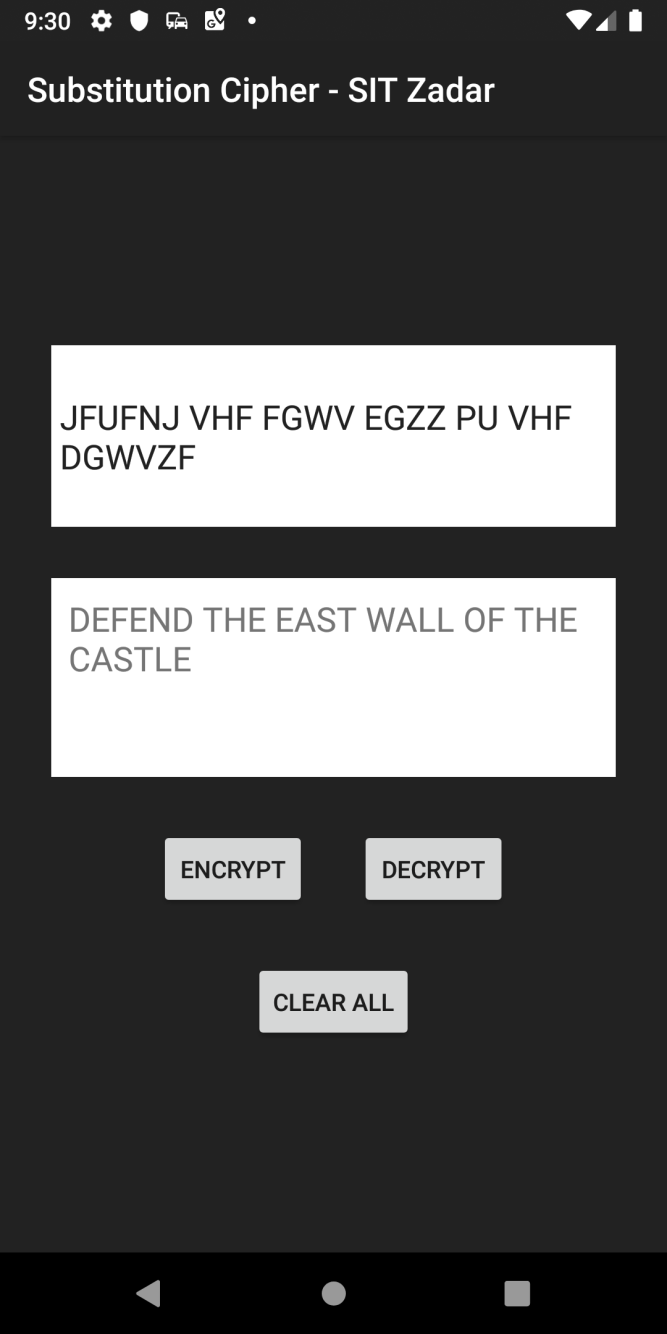 9:30
Substitution Cipher - SIT Zadar
JFUFNJ VHF FGWV EGZZ PU VHF
DGWVZF
DEFEND THE EAST WALL OF THE
CASTLE
ENCRYPT DECRYPT
CLEAR ALL